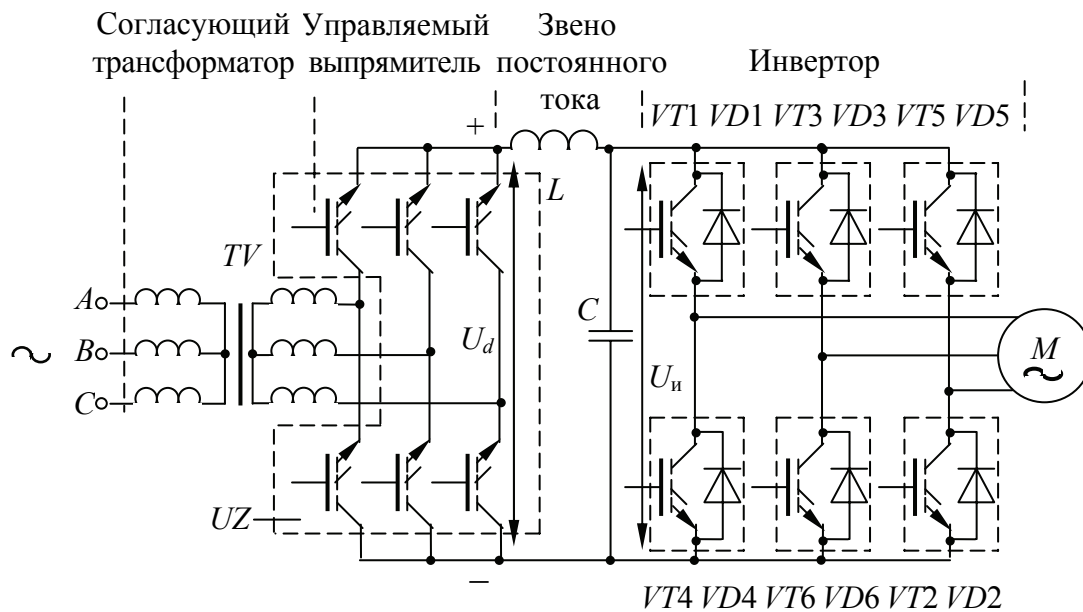 Согласующий Управляемый Звено
трансформатор выпрямитель постоянного Инвертор
тока
VT1 VD1 VT3 VD3 VT5 VD5
+
L
TV
A
B
C
U_d
C
U_и
M
UZ
–
VT4 VD4 VT6 VD6 VT2 VD2